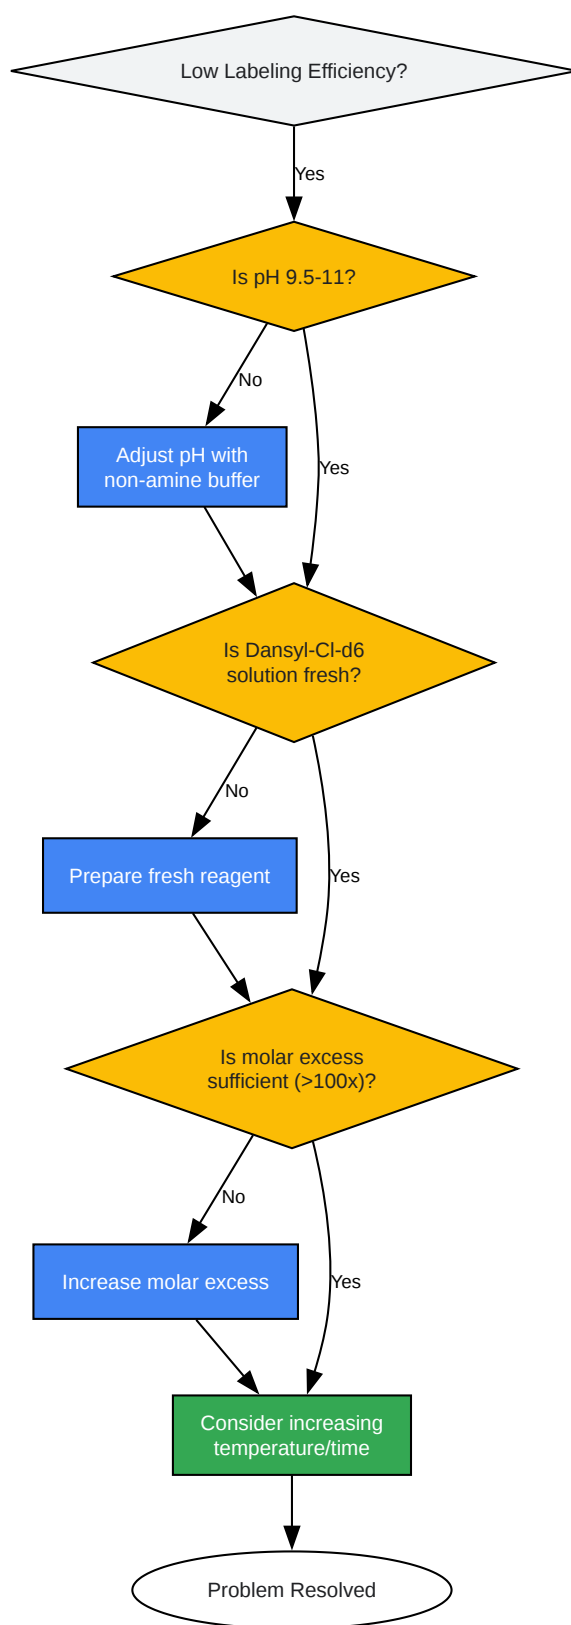 Low Labeling Efficiency?
Yes
Is pH 9.5-11?
No
Adjust pH with
non-amine buffer
Yes
Is Dansyl-Cl-d6
solution fresh?
No
Prepare fresh reagent
Yes
Is molar excess
sufficient (>100x)?
No
Increase molar excess
Yes
Consider increasing
temperature/time
Problem Resolved